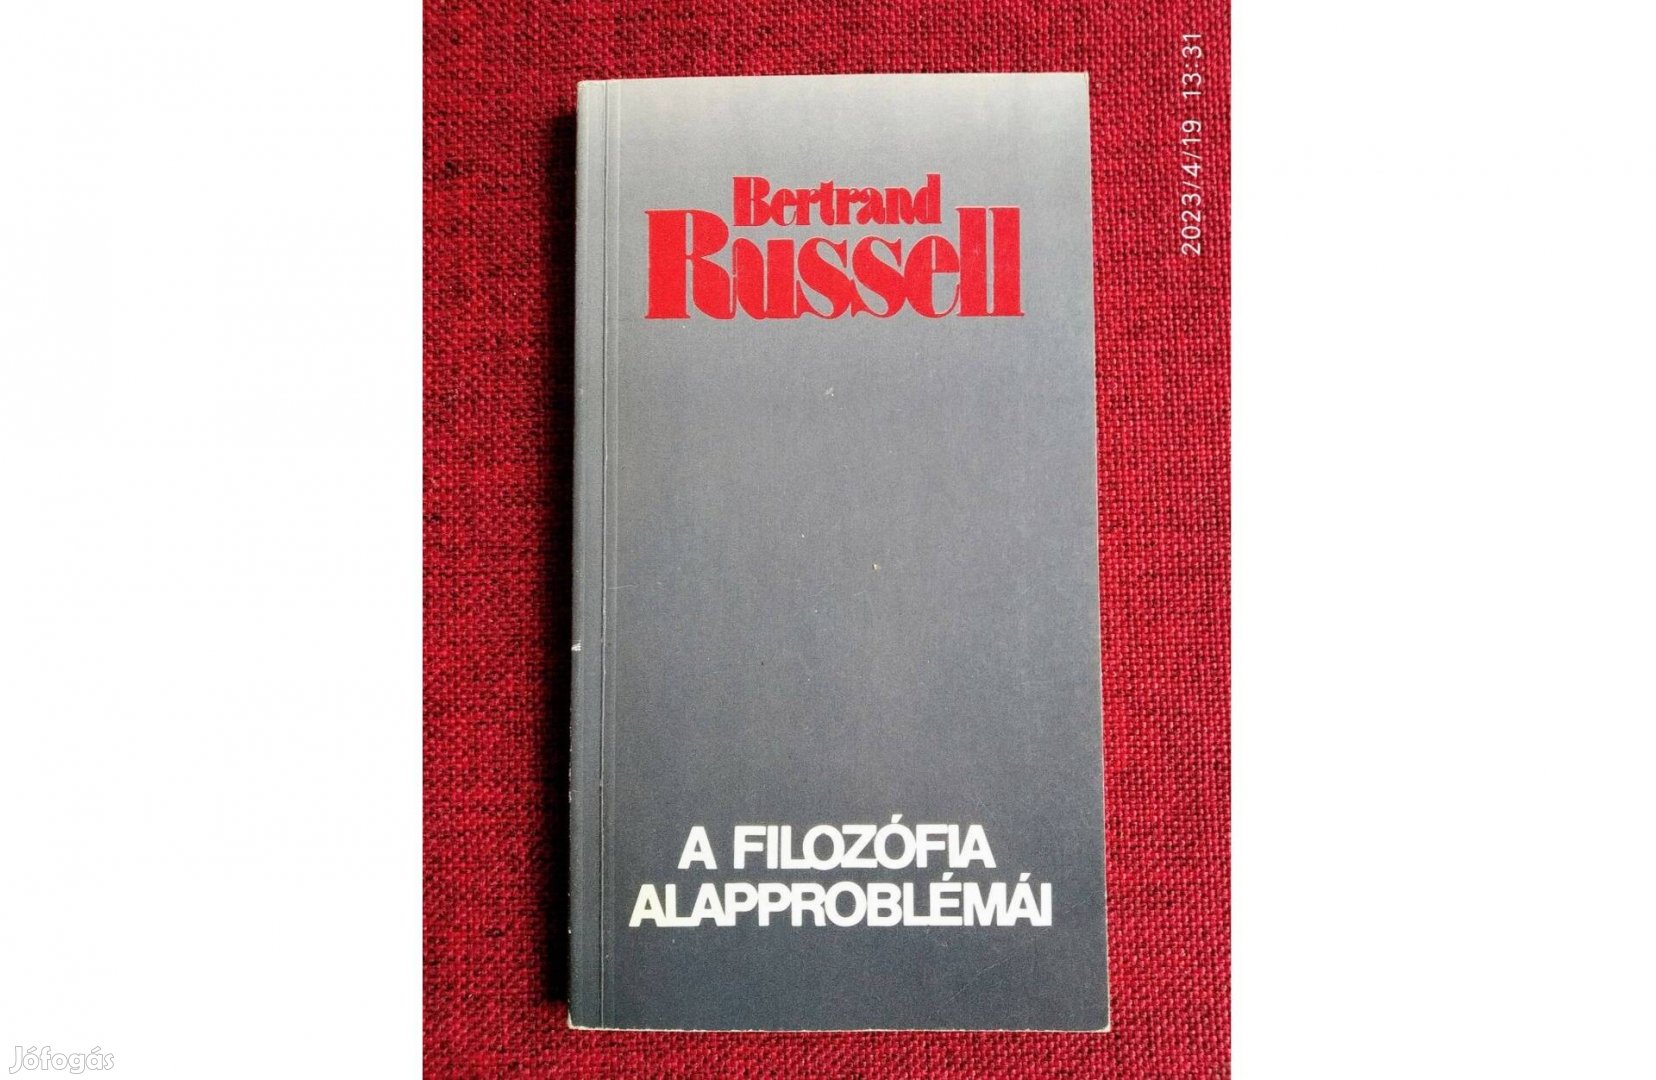 Bertrand
Russell
A FILOZÓFIA
ALAPPROBLÉMÁI
2023/4/19 13:31
Jófogás